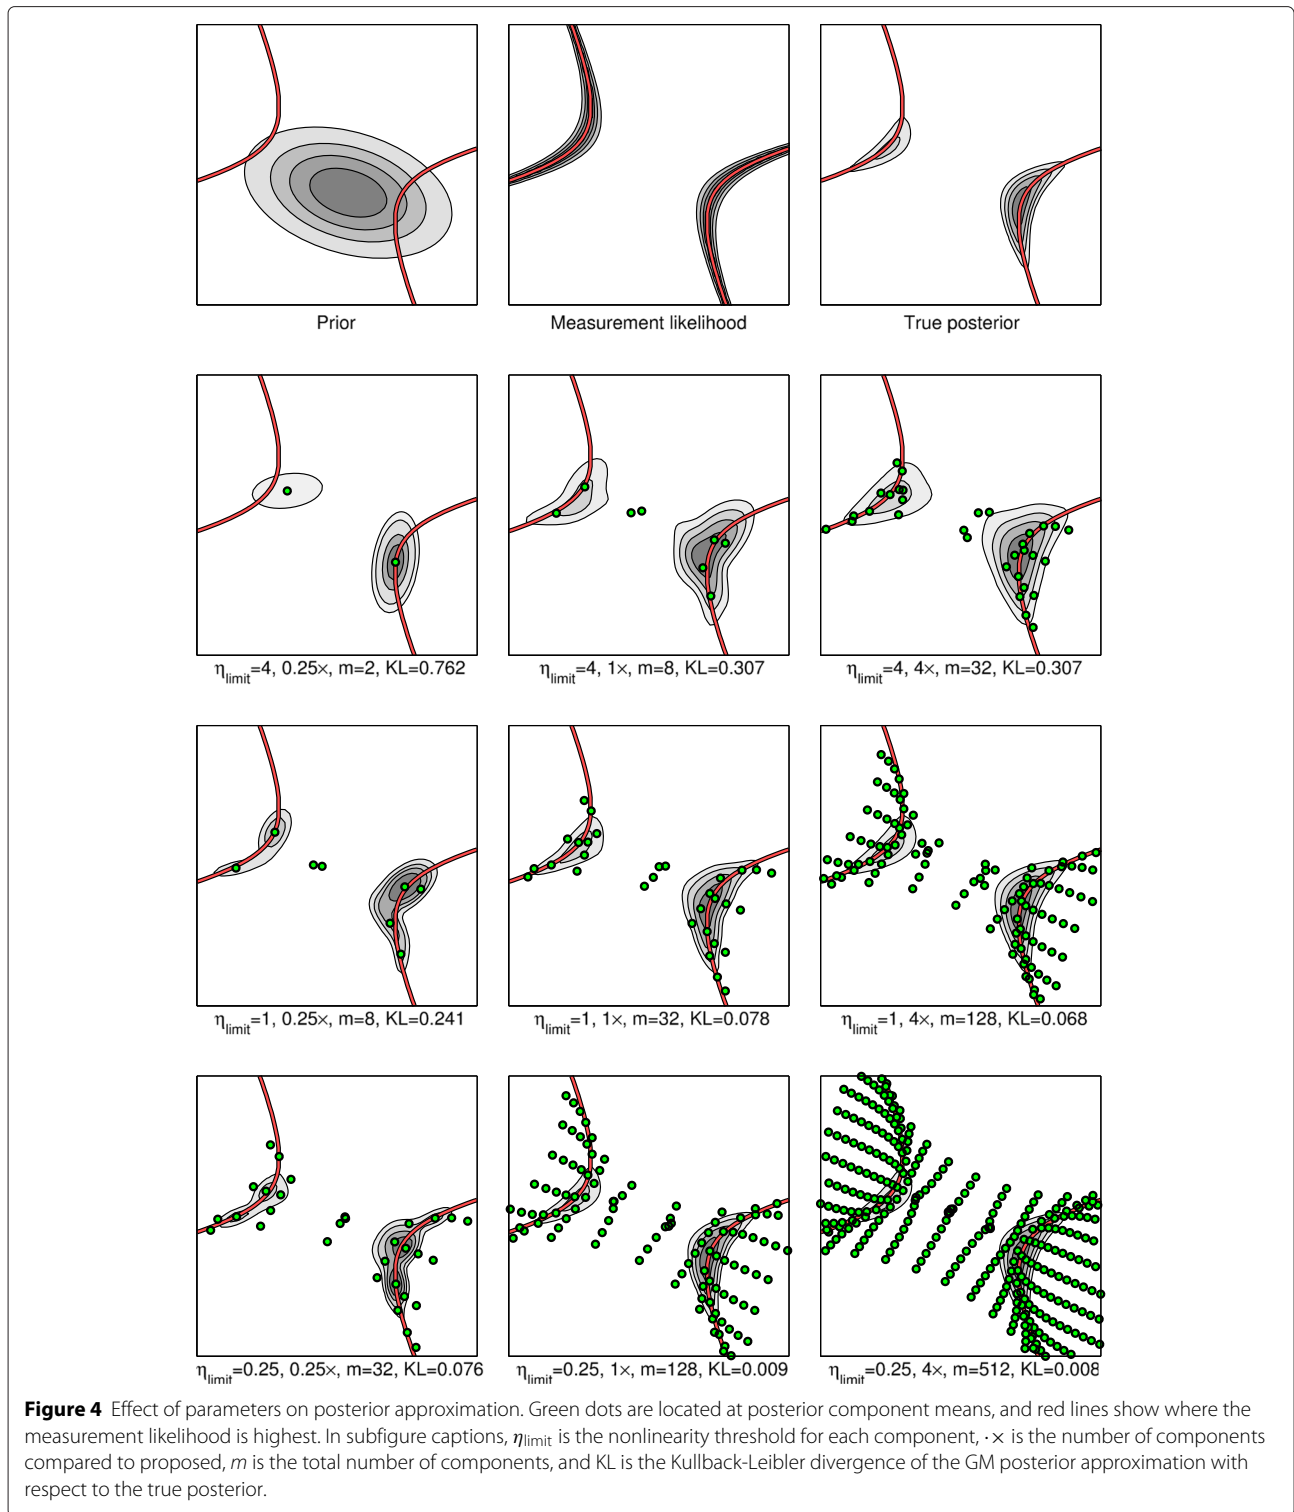 Prior
Measurement likelihood
True posterior
ηlimit=4, 0.25×, m=2, KL=0.762
ηlimit=4, 1×, m=8, KL=0.307
ηlimit=4, 4×, m=32, KL=0.307
ηlimit=1, 0.25×, m=8, KL=0.241
ηlimit=1, 1×, m=32, KL=0.078
ηlimit=1, 4×, m=128, KL=0.068
ηlimit=0.25, 0.25×, m=32, KL=0.076
ηlimit=0.25, 1×, m=128, KL=0.009
ηlimit=0.25, 4×, m=512, KL=0.008
Figure 4 Effect of parameters on posterior approximation. Green dots are located at posterior component means, and red lines show where the
measurement likelihood is highest. In subfigure captions, ηlimit is the nonlinearity threshold for each component, ·× is the number of components
compared to proposed, m is the total number of components, and KL is the Kullback-Leibler divergence of the GM posterior approximation with
respect to the true posterior.